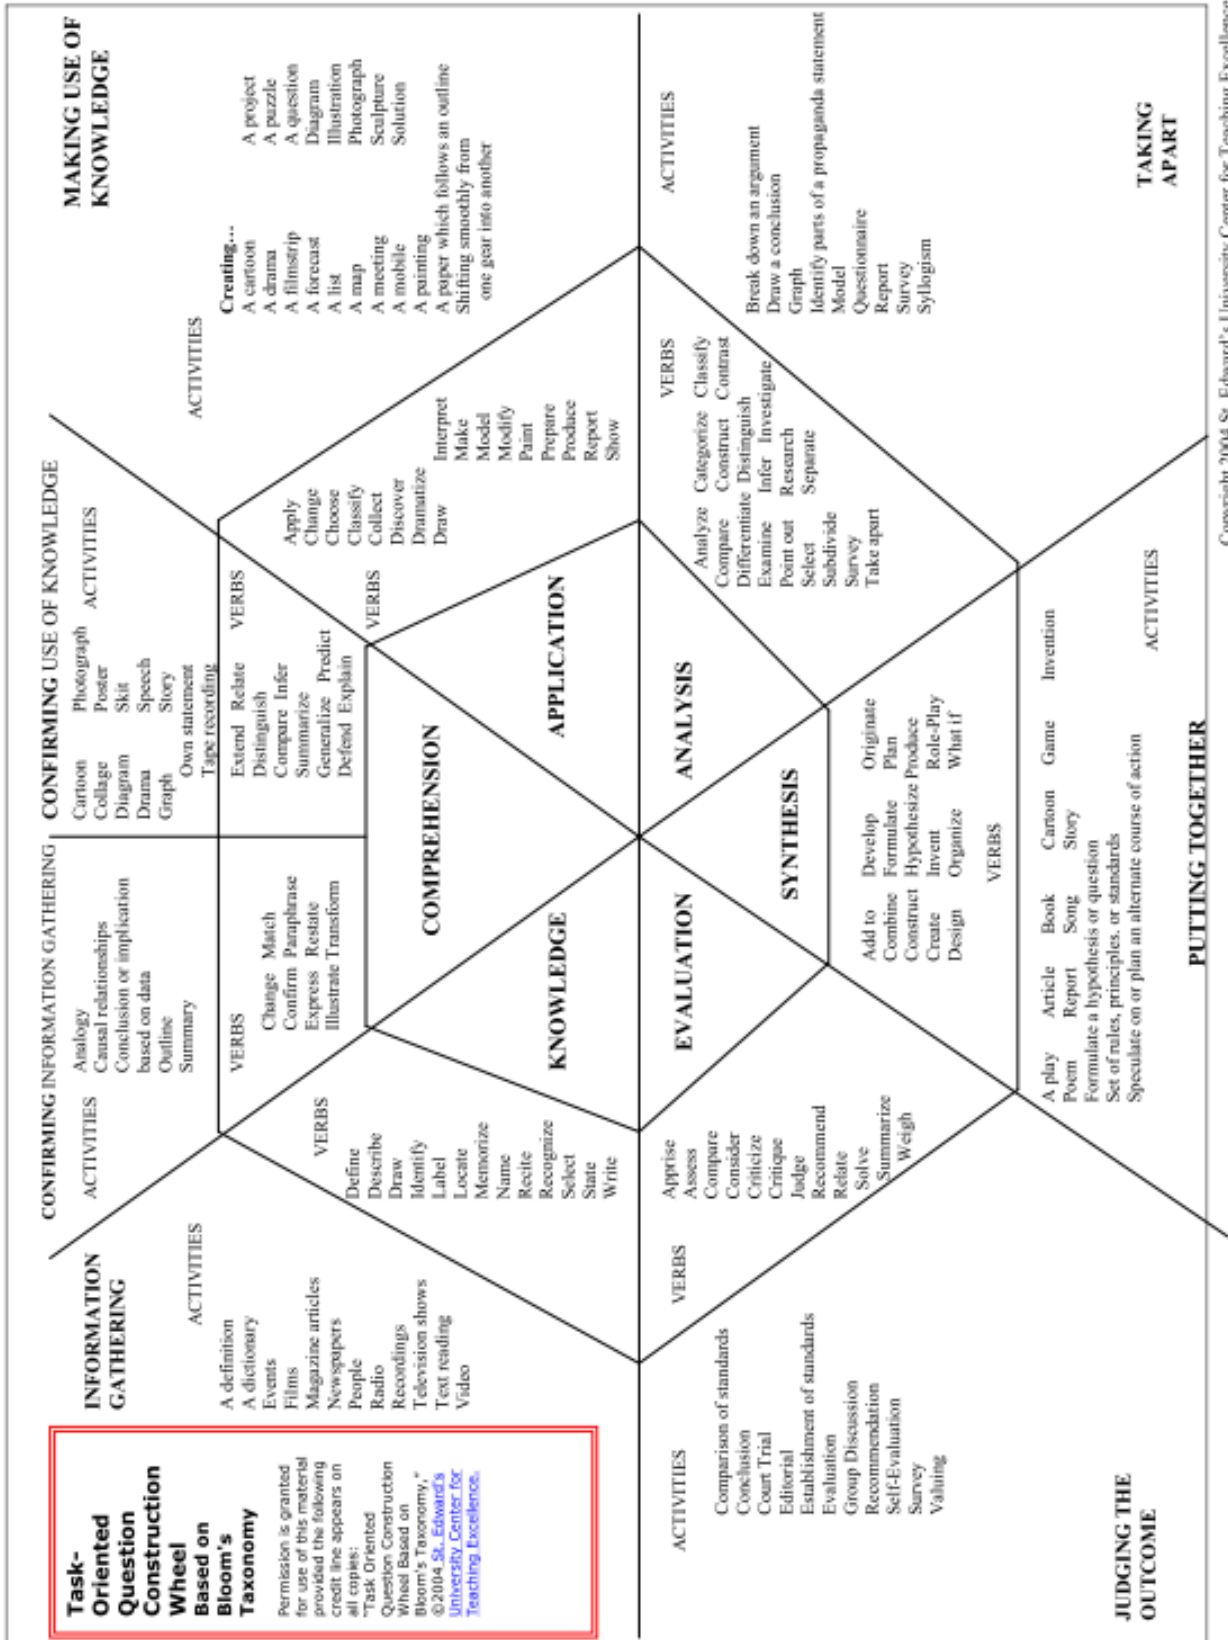 Task-
Oriented
Question
Construction
Wheel
Based on
Bloom's
Taxonomy
Permission is granted
for use of this material
provided the following
credit line appears on
all copies:
"Task Oriented
Question Construction
Wheel Based on
Bloom's Taxonomy,"
©2004 St. Edward's
University Center for
Teaching Excellence.
INFORMATION
GATHERING
ACTIVITIES
A definition
A dictionary
Events
Films
Magazine articles
Newspapers
People
Radio
Recordings
Television shows
Text reading
Video
VERBS
Define
Describe
Draw
Identify
Label
Locate
Memorize
Name
Recite
Recognize
Select
State
Write
KNOWLEDGE
CONFIRMING INFORMATION GATHERING
ACTIVITIES
Analogy
Causal relationships
Conclusion or implication
based on data
Outline
Summary
VERBS
Change Match
Confirm Paraphrase
Express Restate
Illustrate Transform
COMPREHENSION
CONFIRMING USE OF KNOWLEDGE
ACTIVITIES
Cartoon Photograph
Collage Poster
Diagram Skit
Drama Speech
Graph Story
Own statement
Tape recording
VERBS
Extend Relate
Distinguish
Compare Infer
Summarize
Generalize Predict
Defend Explain
MAKING USE OF
KNOWLEDGE
ACTIVITIES
Creating...
A cartoon A project
A drama A puzzle
A filmstrip A question
A forecast Diagram
A list Illustration
A map Photograph
A meeting Sculpture
A mobile Solution
A painting
A paper which follows an outline
Shifting smoothly from
one gear into another
VERBS
Apply
Change
Choose
Classify
Collect
Discover
Dramatize
Draw
Interpret
Make
Model
Modify
Paint
Prepare
Produce
Report
Show
APPLICATION
ANALYSIS
VERBS
Analyze Categorize Classify
Compare Construct Contrast
Differentiate Distinguish
Examine Infer Investigate
Point out Research
Select Separate
Subdivide
Survey
Take apart
ACTIVITIES
Break down an argument
Draw a conclusion
Graph
Identify parts of a propaganda statement
Model
Questionnaire
Report
Survey
Syllogism
TAKING
APART
SYNTHESIS
Add to Develop Originate
Combine Formulate Plan
Construct Hypothesize Produce
Create Invent Role-Play
Design Organize What if
VERBS
A play Article Book Cartoon Game Invention
Poem Report Song Story
Formulate a hypothesis or question
Set of rules, principles, or standards
Speculate on or plan an alternate course of action
ACTIVITIES
PUTTING TOGETHER
EVALUATION
VERBS
Apprise
Assess
Compare
Consider
Criticize
Critique
Judge
Recommend
Relate
Solve
Summarize
Weigh
ACTIVITIES
Comparison of standards
Conclusion
Court Trial
Editorial
Establishment of standards
Evaluation
Group Discussion
Recommendation
Self-Evaluation
Survey
Valuing
JUDGING THE
OUTCOME
Copyright 2004 St. Edward's University Center for Teaching Excellence